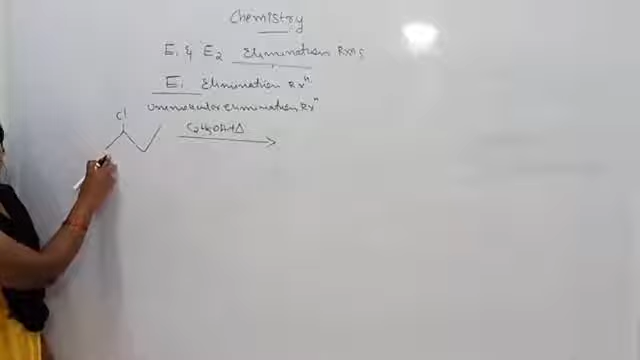 Chemistry
E1 & E2 Elimination Rxns
E1 Elimination Rxn
Unimolecular Elimination Rxn
Cl
C2H5OH+Δ